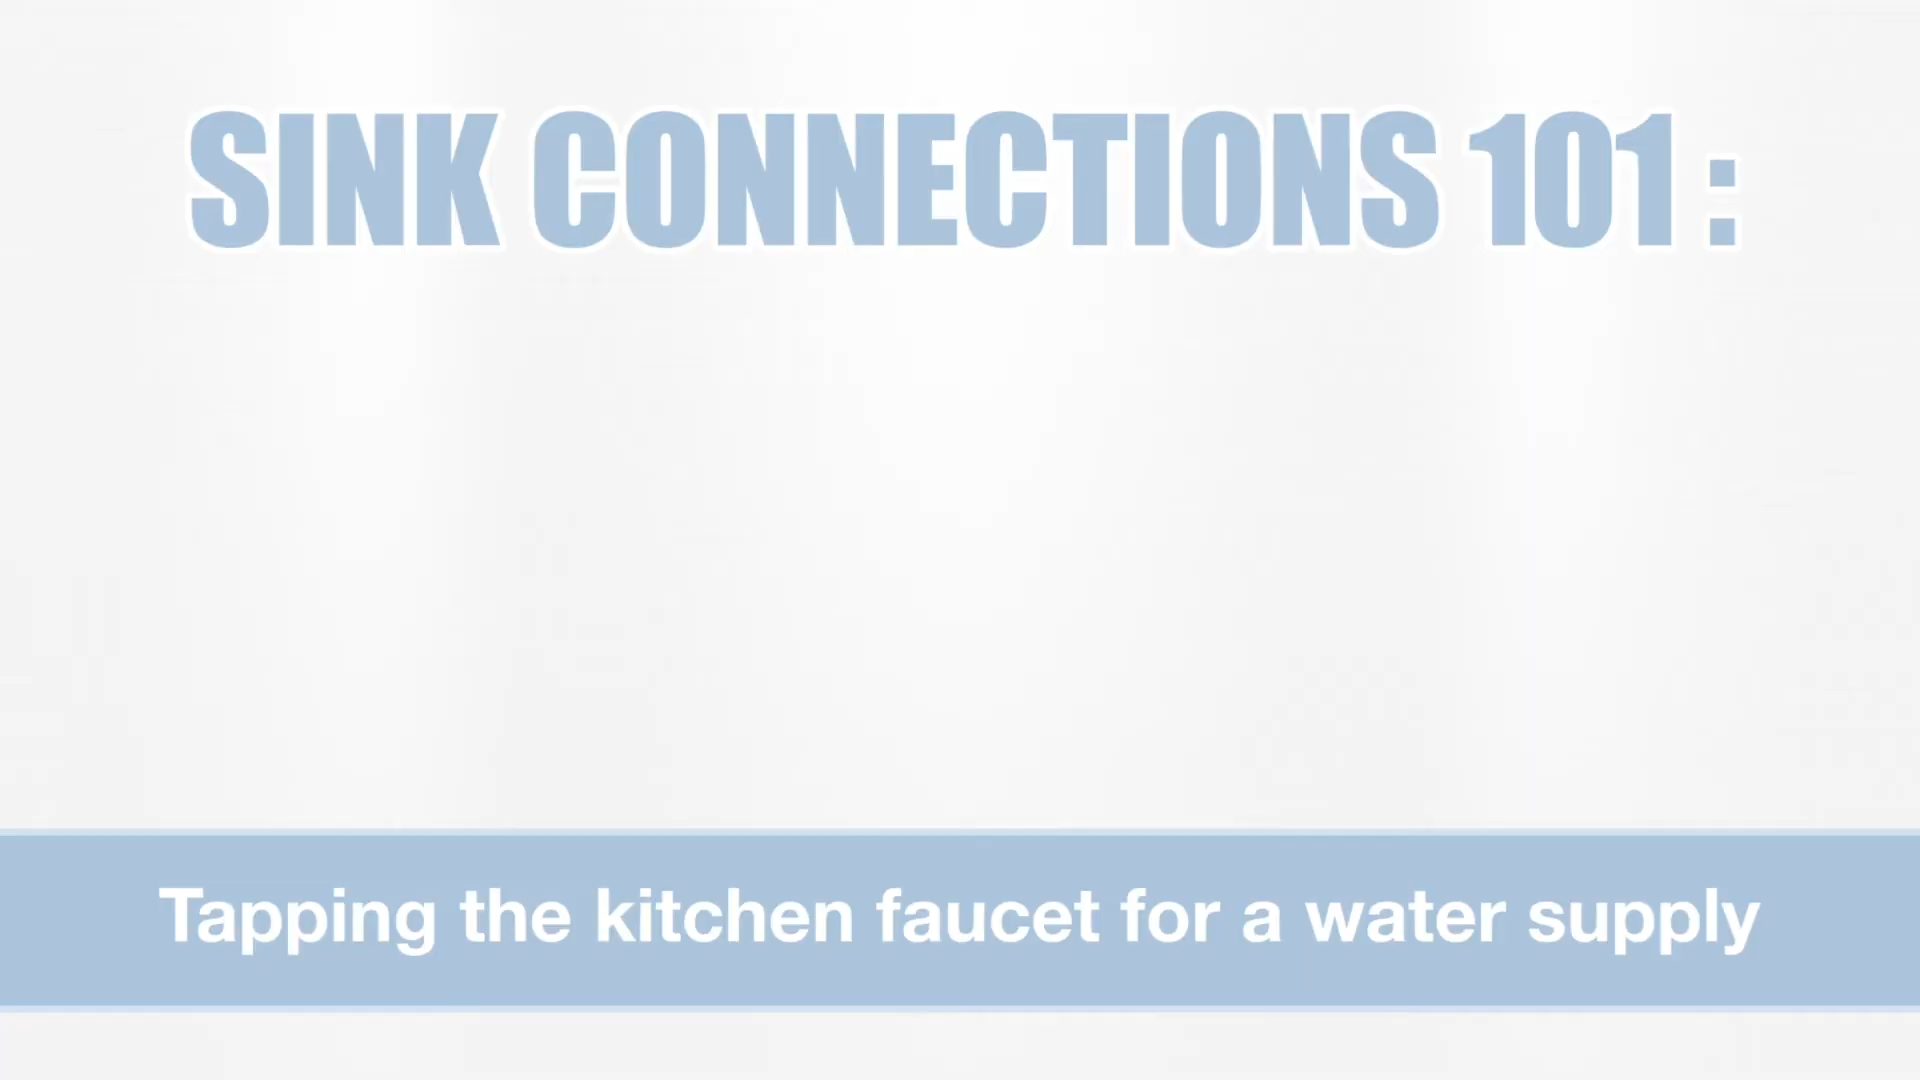 SINK CONNECTIONS 101 :
Tapping the kitchen faucet for a water supply